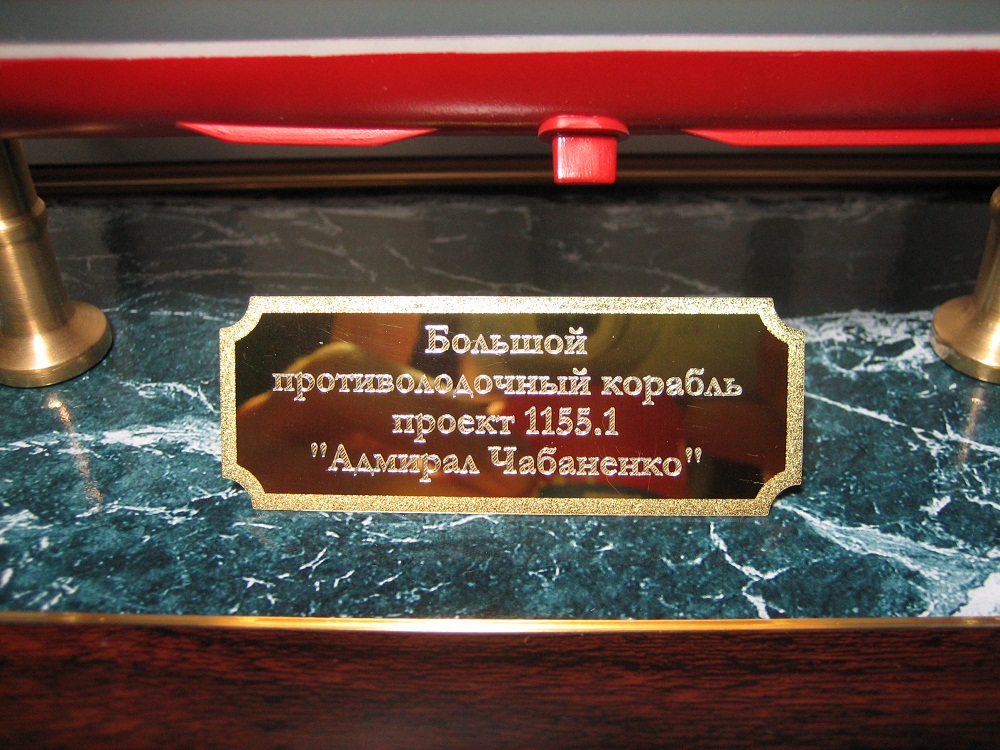 Большой
противолодочный корабль
проект 1155.1
"Адмирал Чабаненко"